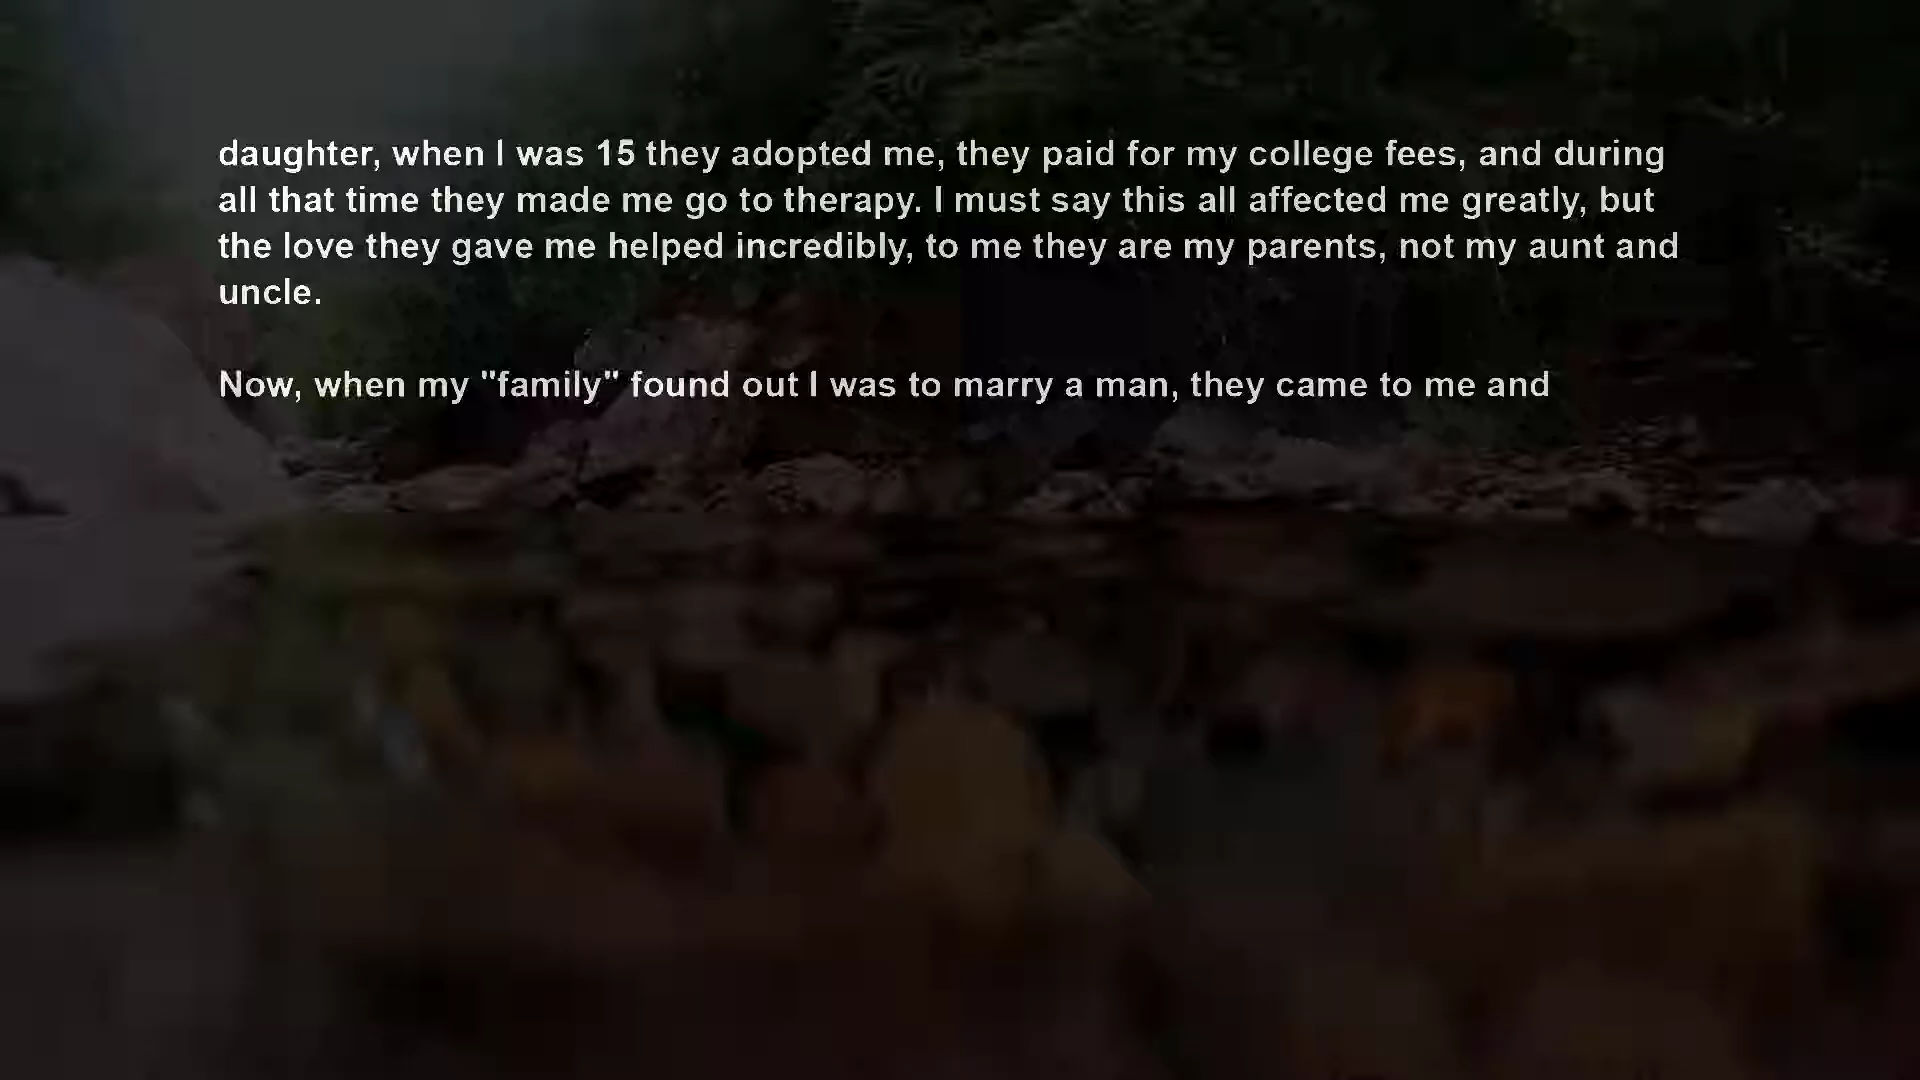 daughter, when I was 15 they adopted me, they paid for my college fees, and during
all that time they made me go to therapy. I must say this all affected me greatly, but
the love they gave me helped incredibly, to me they are my parents, not my aunt and
uncle.
Now, when my "family" found out I was to marry a man, they came to me and